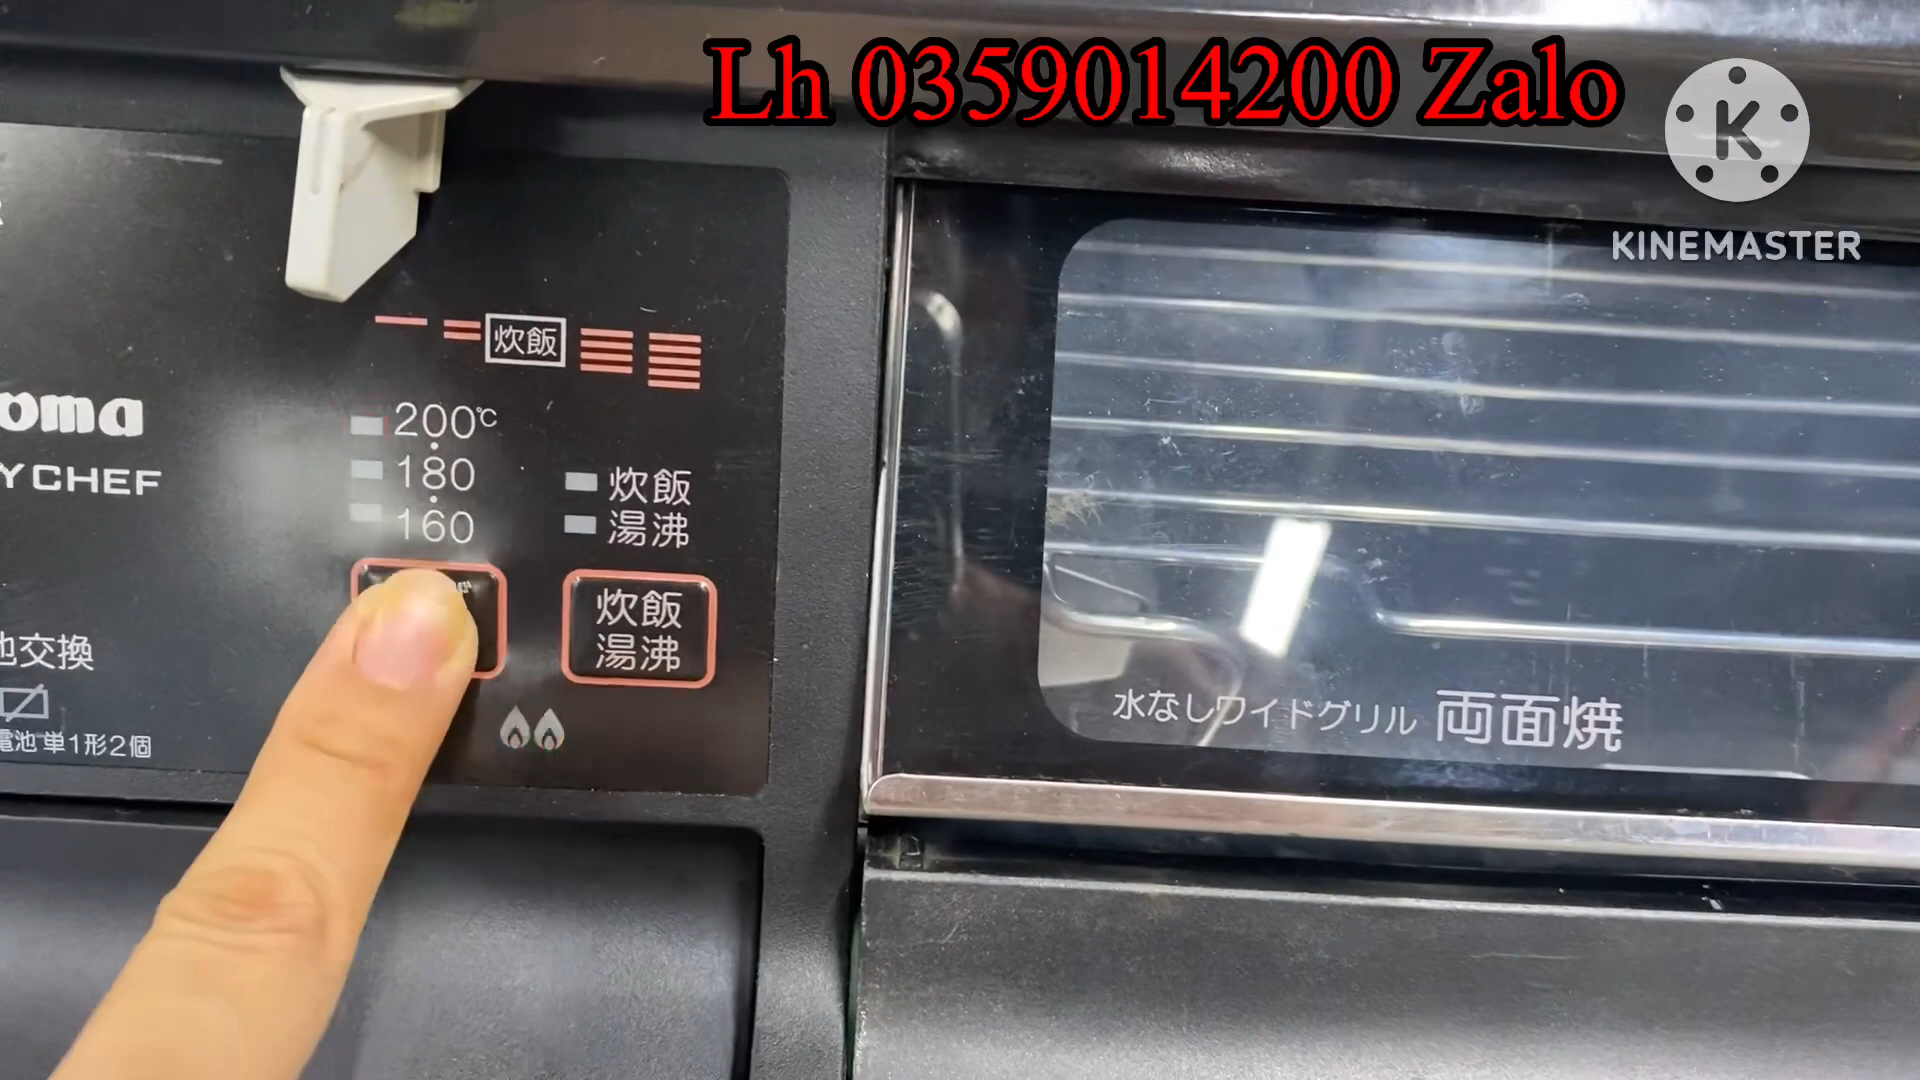 Lh 0359014200 Zalo
K
KINEMASTER
炊飯
200℃
180
160
炊飯
湯沸
oma
YCHEF
炊飯
湯沸
池交換
電池 単1形2個
水なしワイドグリル 両面焼